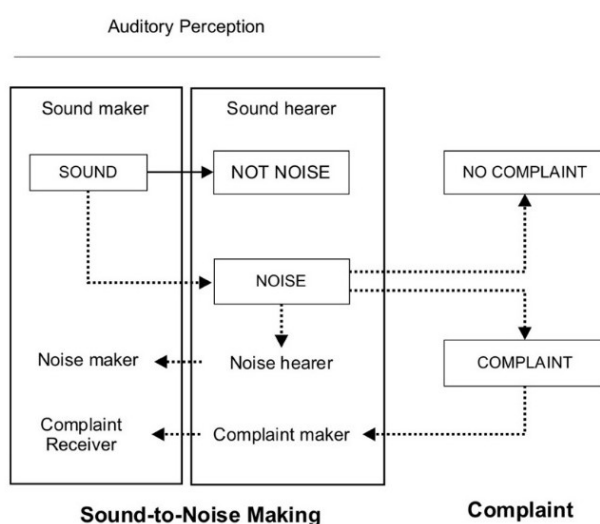 Auditory Perception
Sound maker
Sound hearer
SOUND
NOT NOISE
NO COMPLAINT
NOISE
Noise maker
Noise hearer
COMPLAINT
Complaint
Receiver
Complaint maker
Sound-to-Noise Making
Complaint